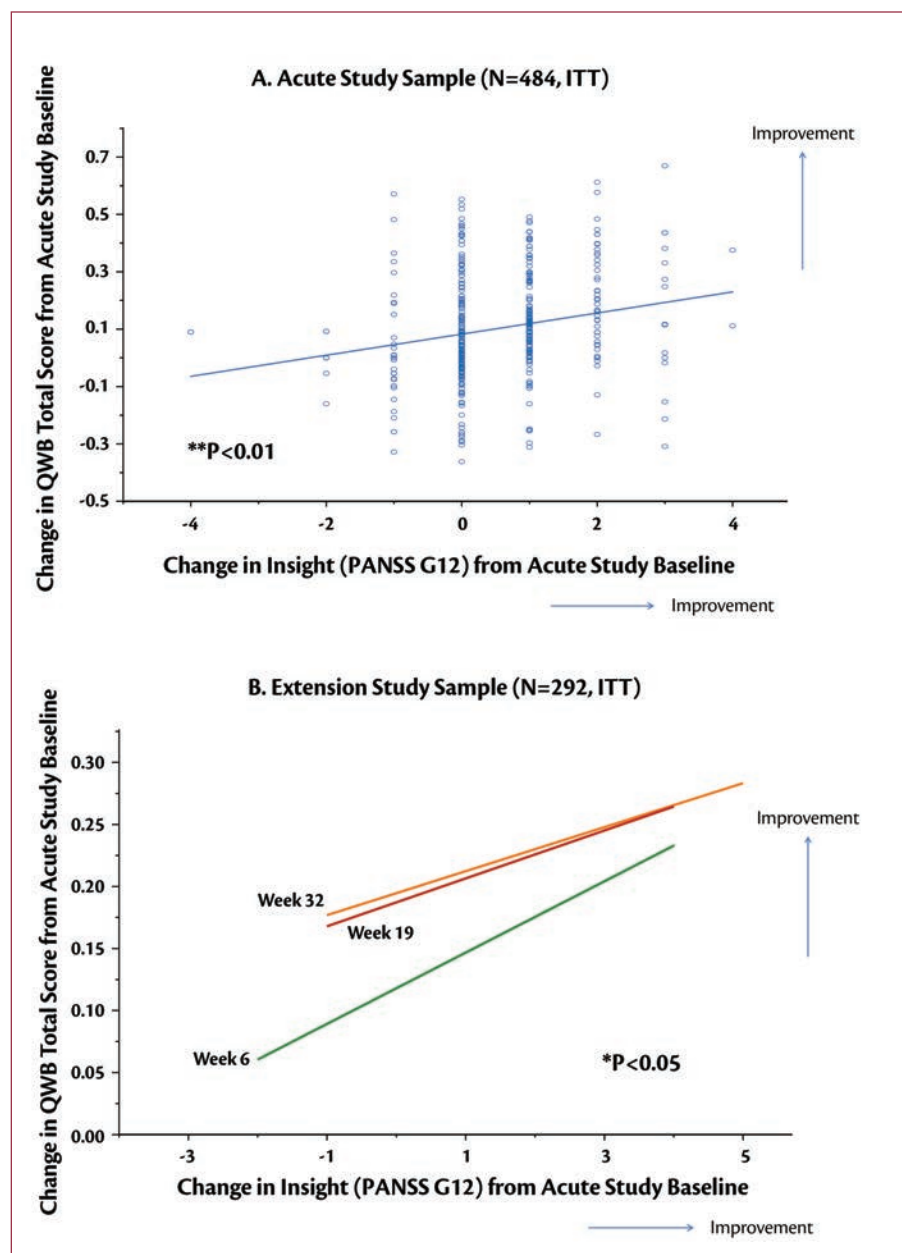 A. Acute Study Sample (N=484, ITT)
Improvement
Change in QWB Total Score from Acute Study Baseline
0.7
0.5
0.3
0.1
-0.1
-0.3
-0.5
**P<0.01
-4
-2
0
2
4
Change in Insight (PANSS G12) from Acute Study Baseline
Improvement
B. Extension Study Sample (N=292, ITT)
Change in QWB Total Score from Acute Study Baseline
0.30
0.25
0.20
0.15
0.10
0.05
0.00
Improvement
Week 32
Week 19
Week 6
*P<0.05
-3
-1
1
3
5
Change in Insight (PANSS G12) from Acute Study Baseline
Improvement